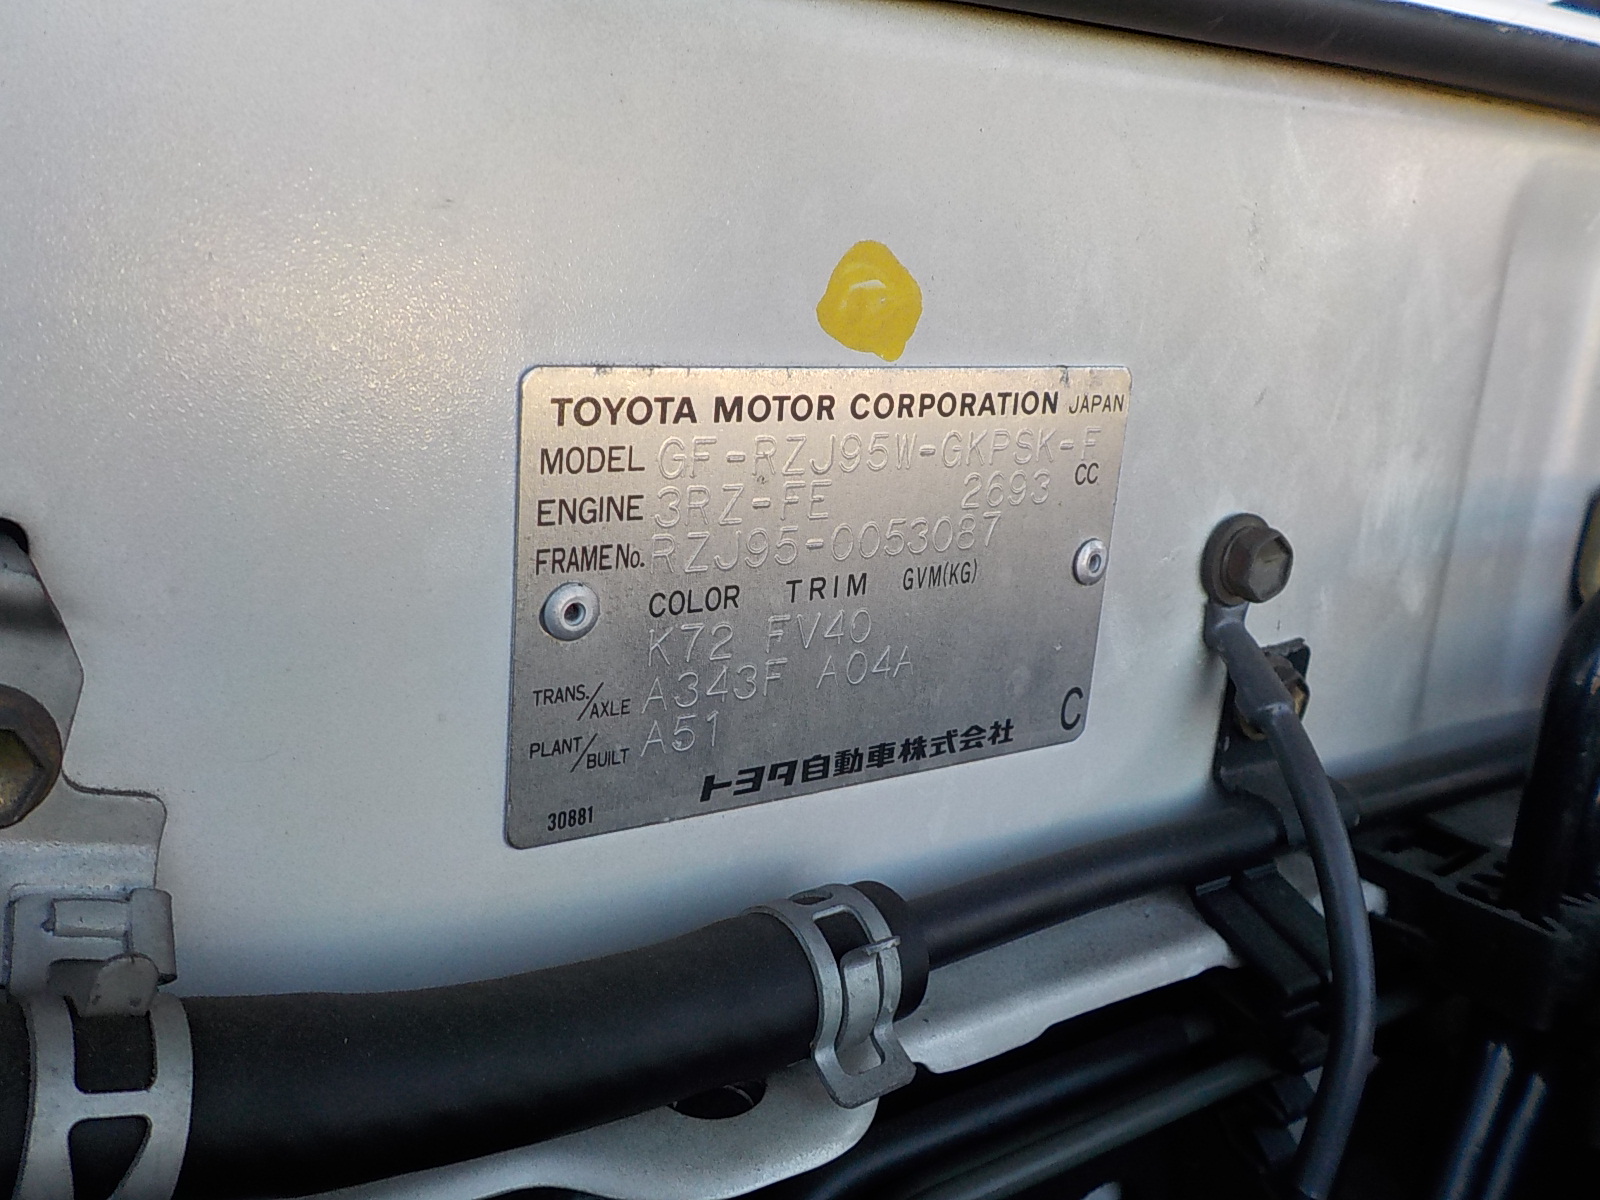 TOYOTA MOTOR CORPORATION JAPAN
MODEL GF-RZJ95W-GKPSK-F
ENGINE 3RZ-FE 2693 CC
FRAME No. RZJ95-0053087
COLOR TRIM GVM(KG)
K72 FV40
TRANS./AXLE A343F A04A
PLANT/BUILT A51
トヨタ自動車株式会社
C
30881